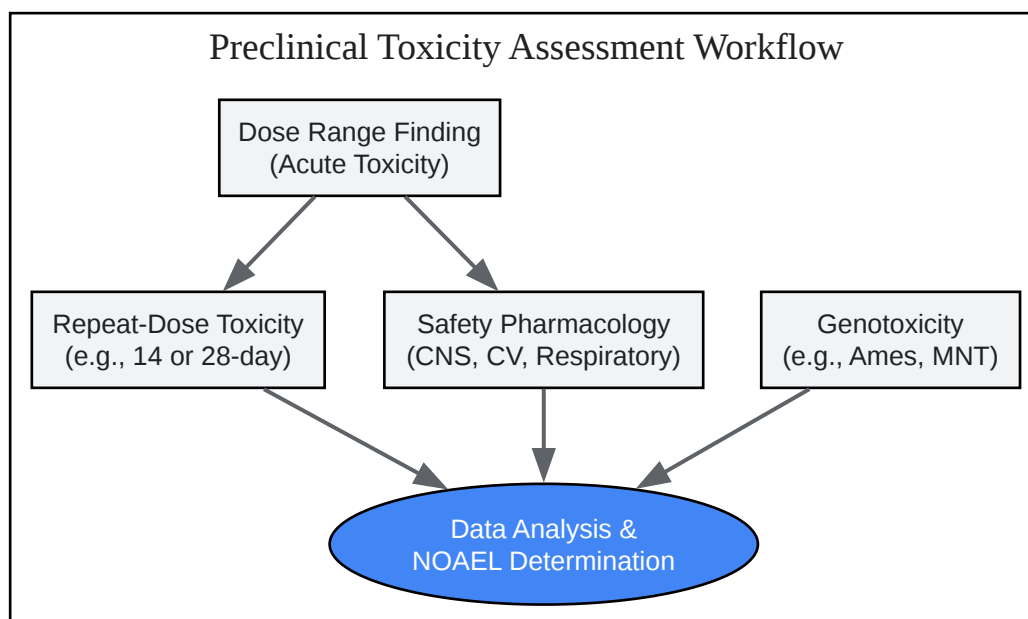 Preclinical Toxicity Assessment Workflow
Dose Range Finding
(Acute Toxicity)
Repeat-Dose Toxicity
(e.g., 14 or 28-day)
Safety Pharmacology
(CNS, CV, Respiratory)
Genotoxicity
(e.g., Ames, MNT)
Data Analysis &
NOAEL Determination